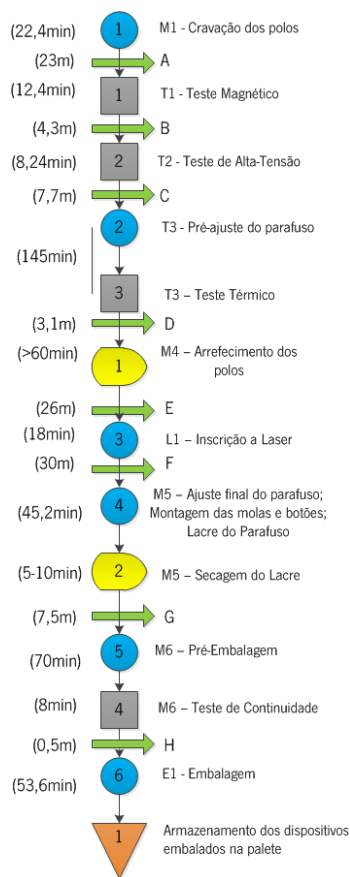 (22,4min) 1 M1 - Cravação dos polos
(23m) A
(12,4min) 1 T1 - Teste Magnético
(4,3m) B
(8,24min) 2 T2 - Teste de Alta-Tensão
(7,7m) C
2 T3 - Pré-ajuste do parafuso
(145min)
3 T3 – Teste Térmico
(3,1m) D
(>60min) 1 M4 - Arrefecimento dos
polos
(26m) E
(18min) 3 L1 - Inscrição a Laser
(30m) F
(45,2min) 4 M5 – Ajuste final do parafuso;
Montagem das molas e botões;
Lacre do Parafuso
(5-10min) 2 M5 – Secagem do Lacre
(7,5m) G
(70min) 5 M6 – Pré-Embalagem
(8min) 4 M6 – Teste de Continuidade
(0,5m) H
(53,6min) 6 E1 - Embalagem
1 Armazenamento dos dispositivos
embalados na palete